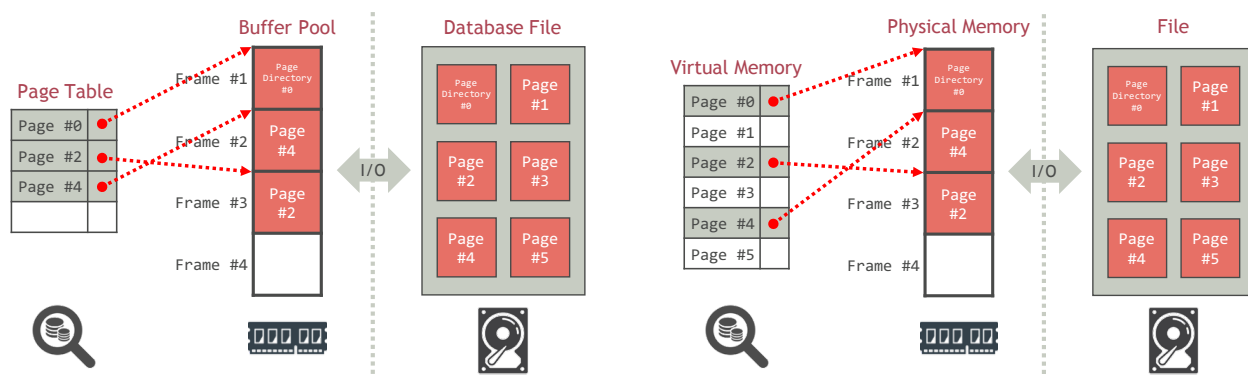 Buffer Pool
Database File
Page Table
Page #0
Page #2
Page #4
Frame #1
Frame #2
Frame #3
Frame #4
Page
Directory
#0
Page
#4
Page
#2
I/O
Page
Directory
#0
Page
#1
Page
#2
Page
#3
Page
#4
Page
#5
Physical Memory
File
Virtual Memory
Page #0
Page #1
Page #2
Page #3
Page #4
Page #5
Frame #1
Frame #2
Frame #3
Frame #4
Page
Directory
#0
Page
#4
Page
#2
I/O
Page
Directory
#0
Page
#1
Page
#2
Page
#3
Page
#4
Page
#5